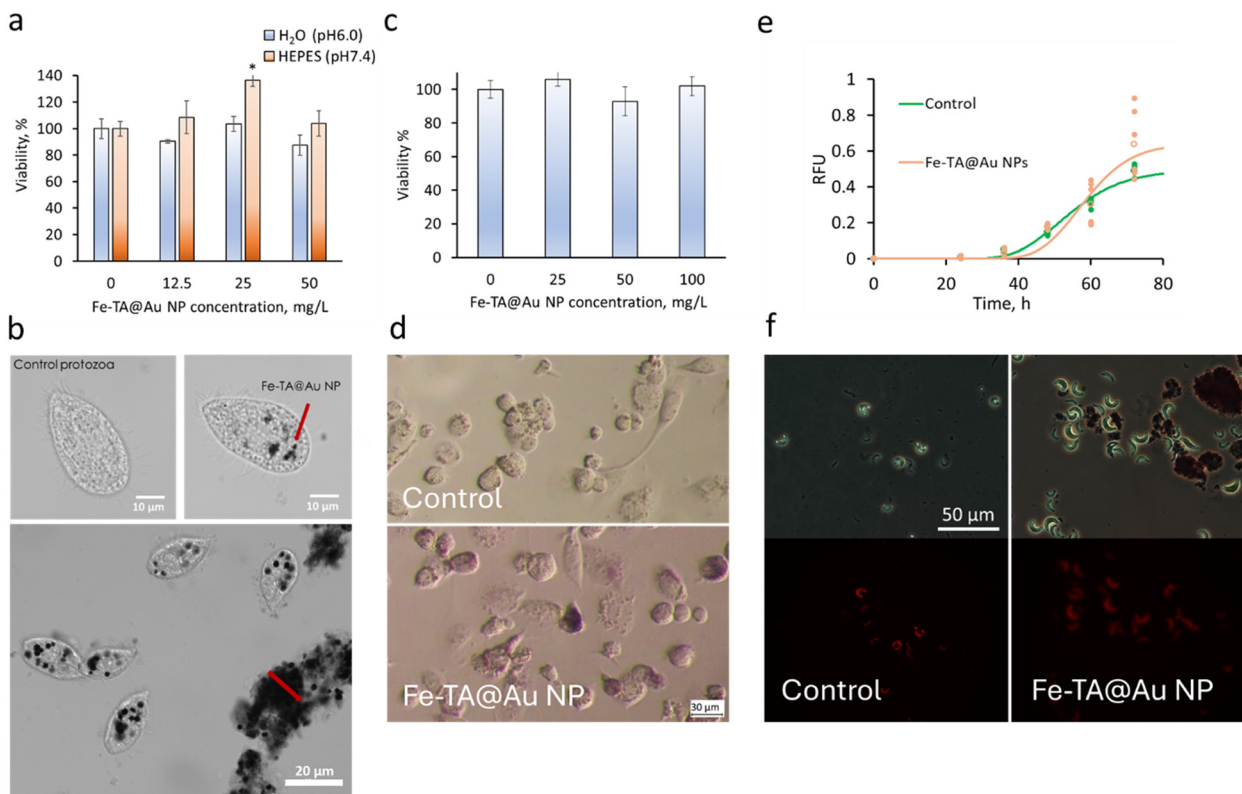 a
H₂O (pH6.0)
HEPES (pH7.4)
*
140
120
100
80
60
40
20
0
Viability, %
0 12.5 25 50
Fe-TA@Au NP concentration, mg/L
b
Control protozoa
10 µm
Fe-TA@Au NP
10 µm
20 µm
c
100
80
60
40
20
0
Viability %
0 25 50 100
Fe-TA@Au NP concentration, mg/L
d
Control
Fe-TA@Au NP
30 µm
e
1
0.8
0.6
0.4
0.2
0
RFU
Control
Fe-TA@Au NPs
0 20 40 60 80
Time, h
f
50 µm
Control
Fe-TA@Au NP